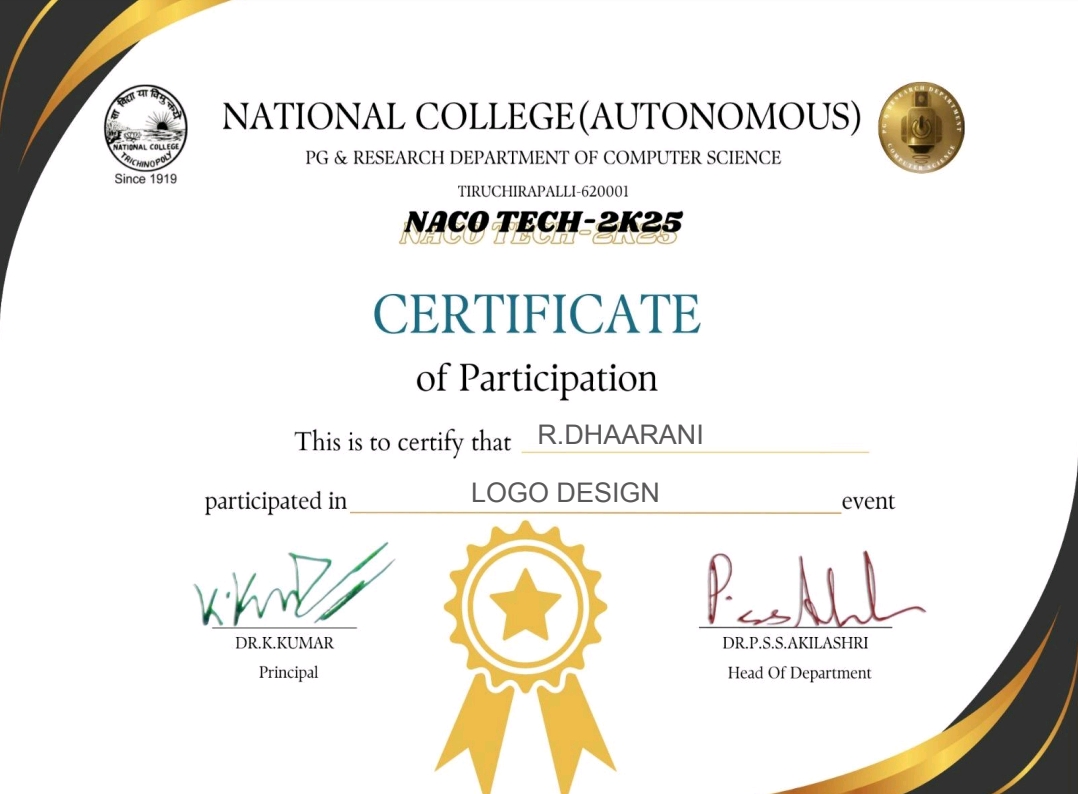 सा विद्या या विमुक्तये
NATIONAL COLLEGE
TRICHINOPOLY
Since 1919
NATIONAL COLLEGE(AUTONOMOUS)
PG & RESEARCH DEPARTMENT OF COMPUTER SCIENCE
TIRUCHIRAPALLI-620001
NACO TECH-2K25
PG & RESEARCH DEPARTMENT
COMPUTER SCIENCE
CERTIFICATE
of Participation
This is to certify that R.DHAARANI
participated in LOGO DESIGN event
K.Kumar
P.S.S.Akila
DR.K.KUMAR
DR.P.S.S.AKILASHRI
Principal
Head Of Department